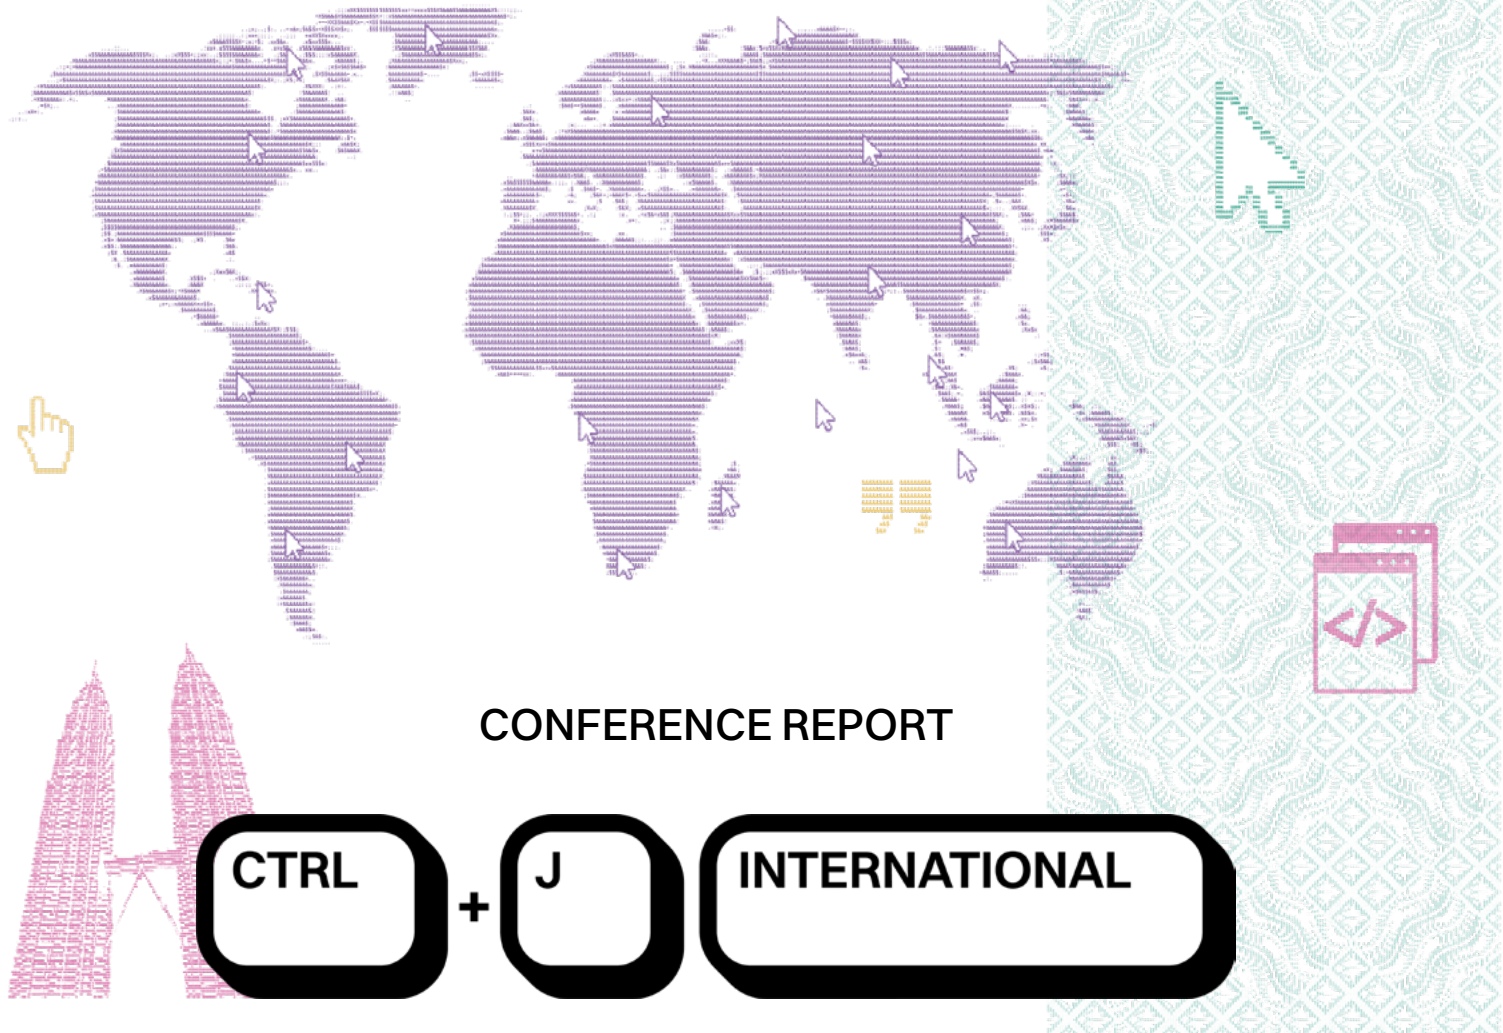 CONFERENCE REPORT
CTRL + J INTERNATIONAL
</>